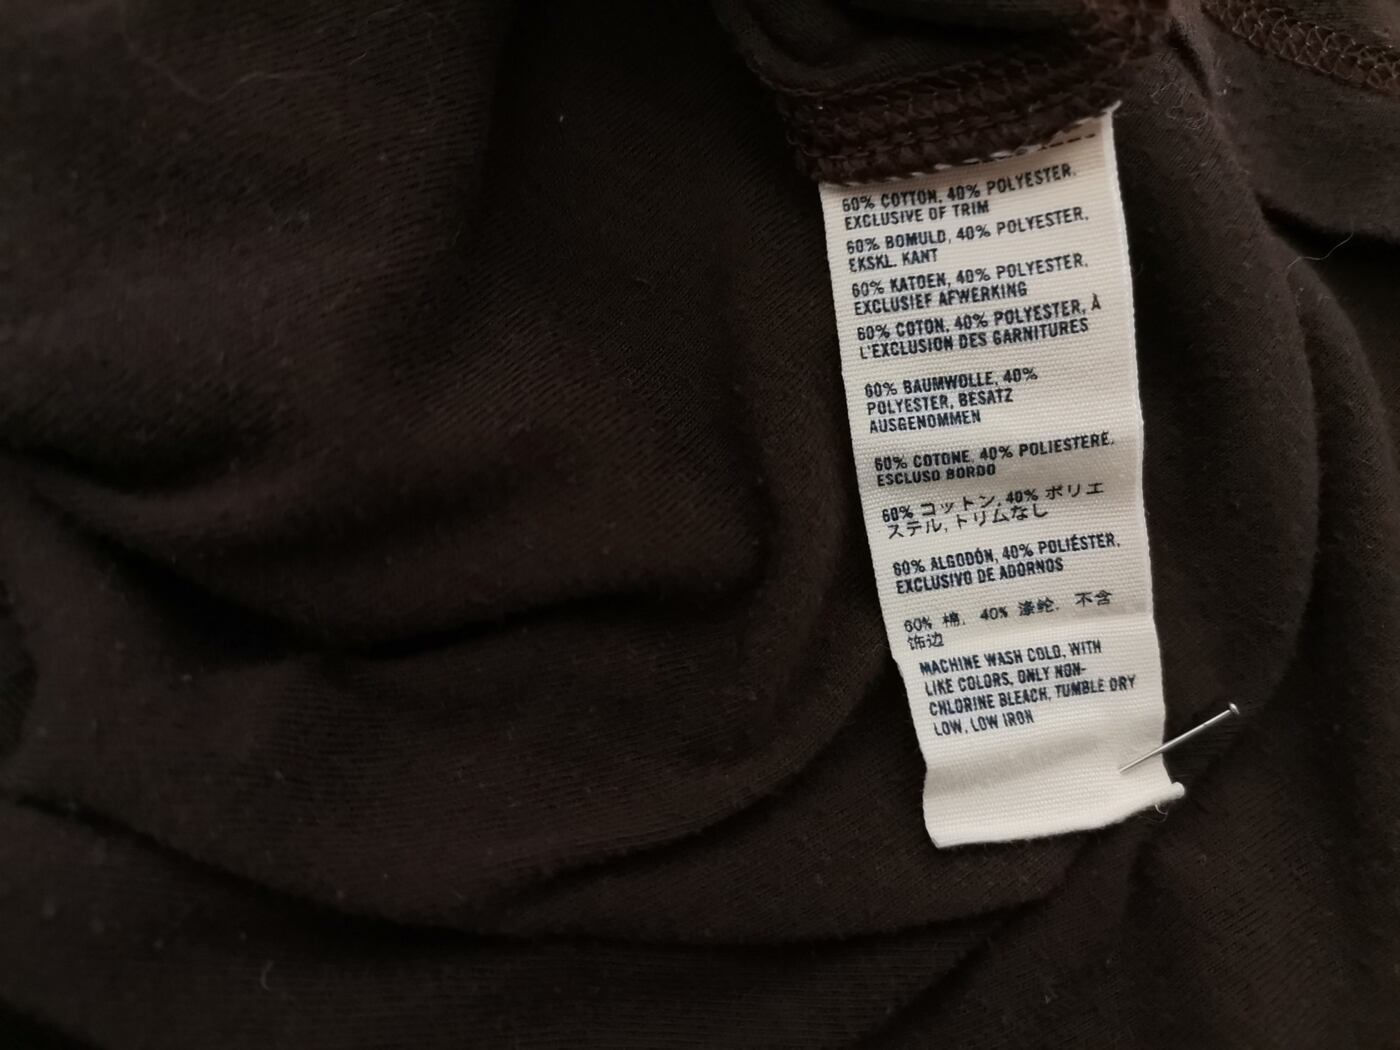 60% COTTON, 40% POLYESTER,
EXCLUSIVE OF TRIM
60% BOMULD, 40% POLYESTER,
EKSKL. KANT
60% KATOEN, 40% POLYESTER,
EXCLUSIEF AFWERKING
60% COTON, 40% POLYESTER, À
L'EXCLUSION DES GARNITURES
60% BAUMWOLLE, 40%
POLYESTER, BESATZ
AUSGENOMMEN
60% COTONE, 40% POLIESTERE,
ESCLUSO BORDO
60% コットン, 40% ポリエ
ステル, トリムなし
60% ALGODÓN, 40% POLIÉSTER,
EXCLUSIVO DE ADORNOS
60% 棉, 40% 涤纶, 不含
饰边
MACHINE WASH COLD, WITH
LIKE COLORS, ONLY NON-
CHLORINE BLEACH, TUMBLE DRY
LOW, LOW IRON